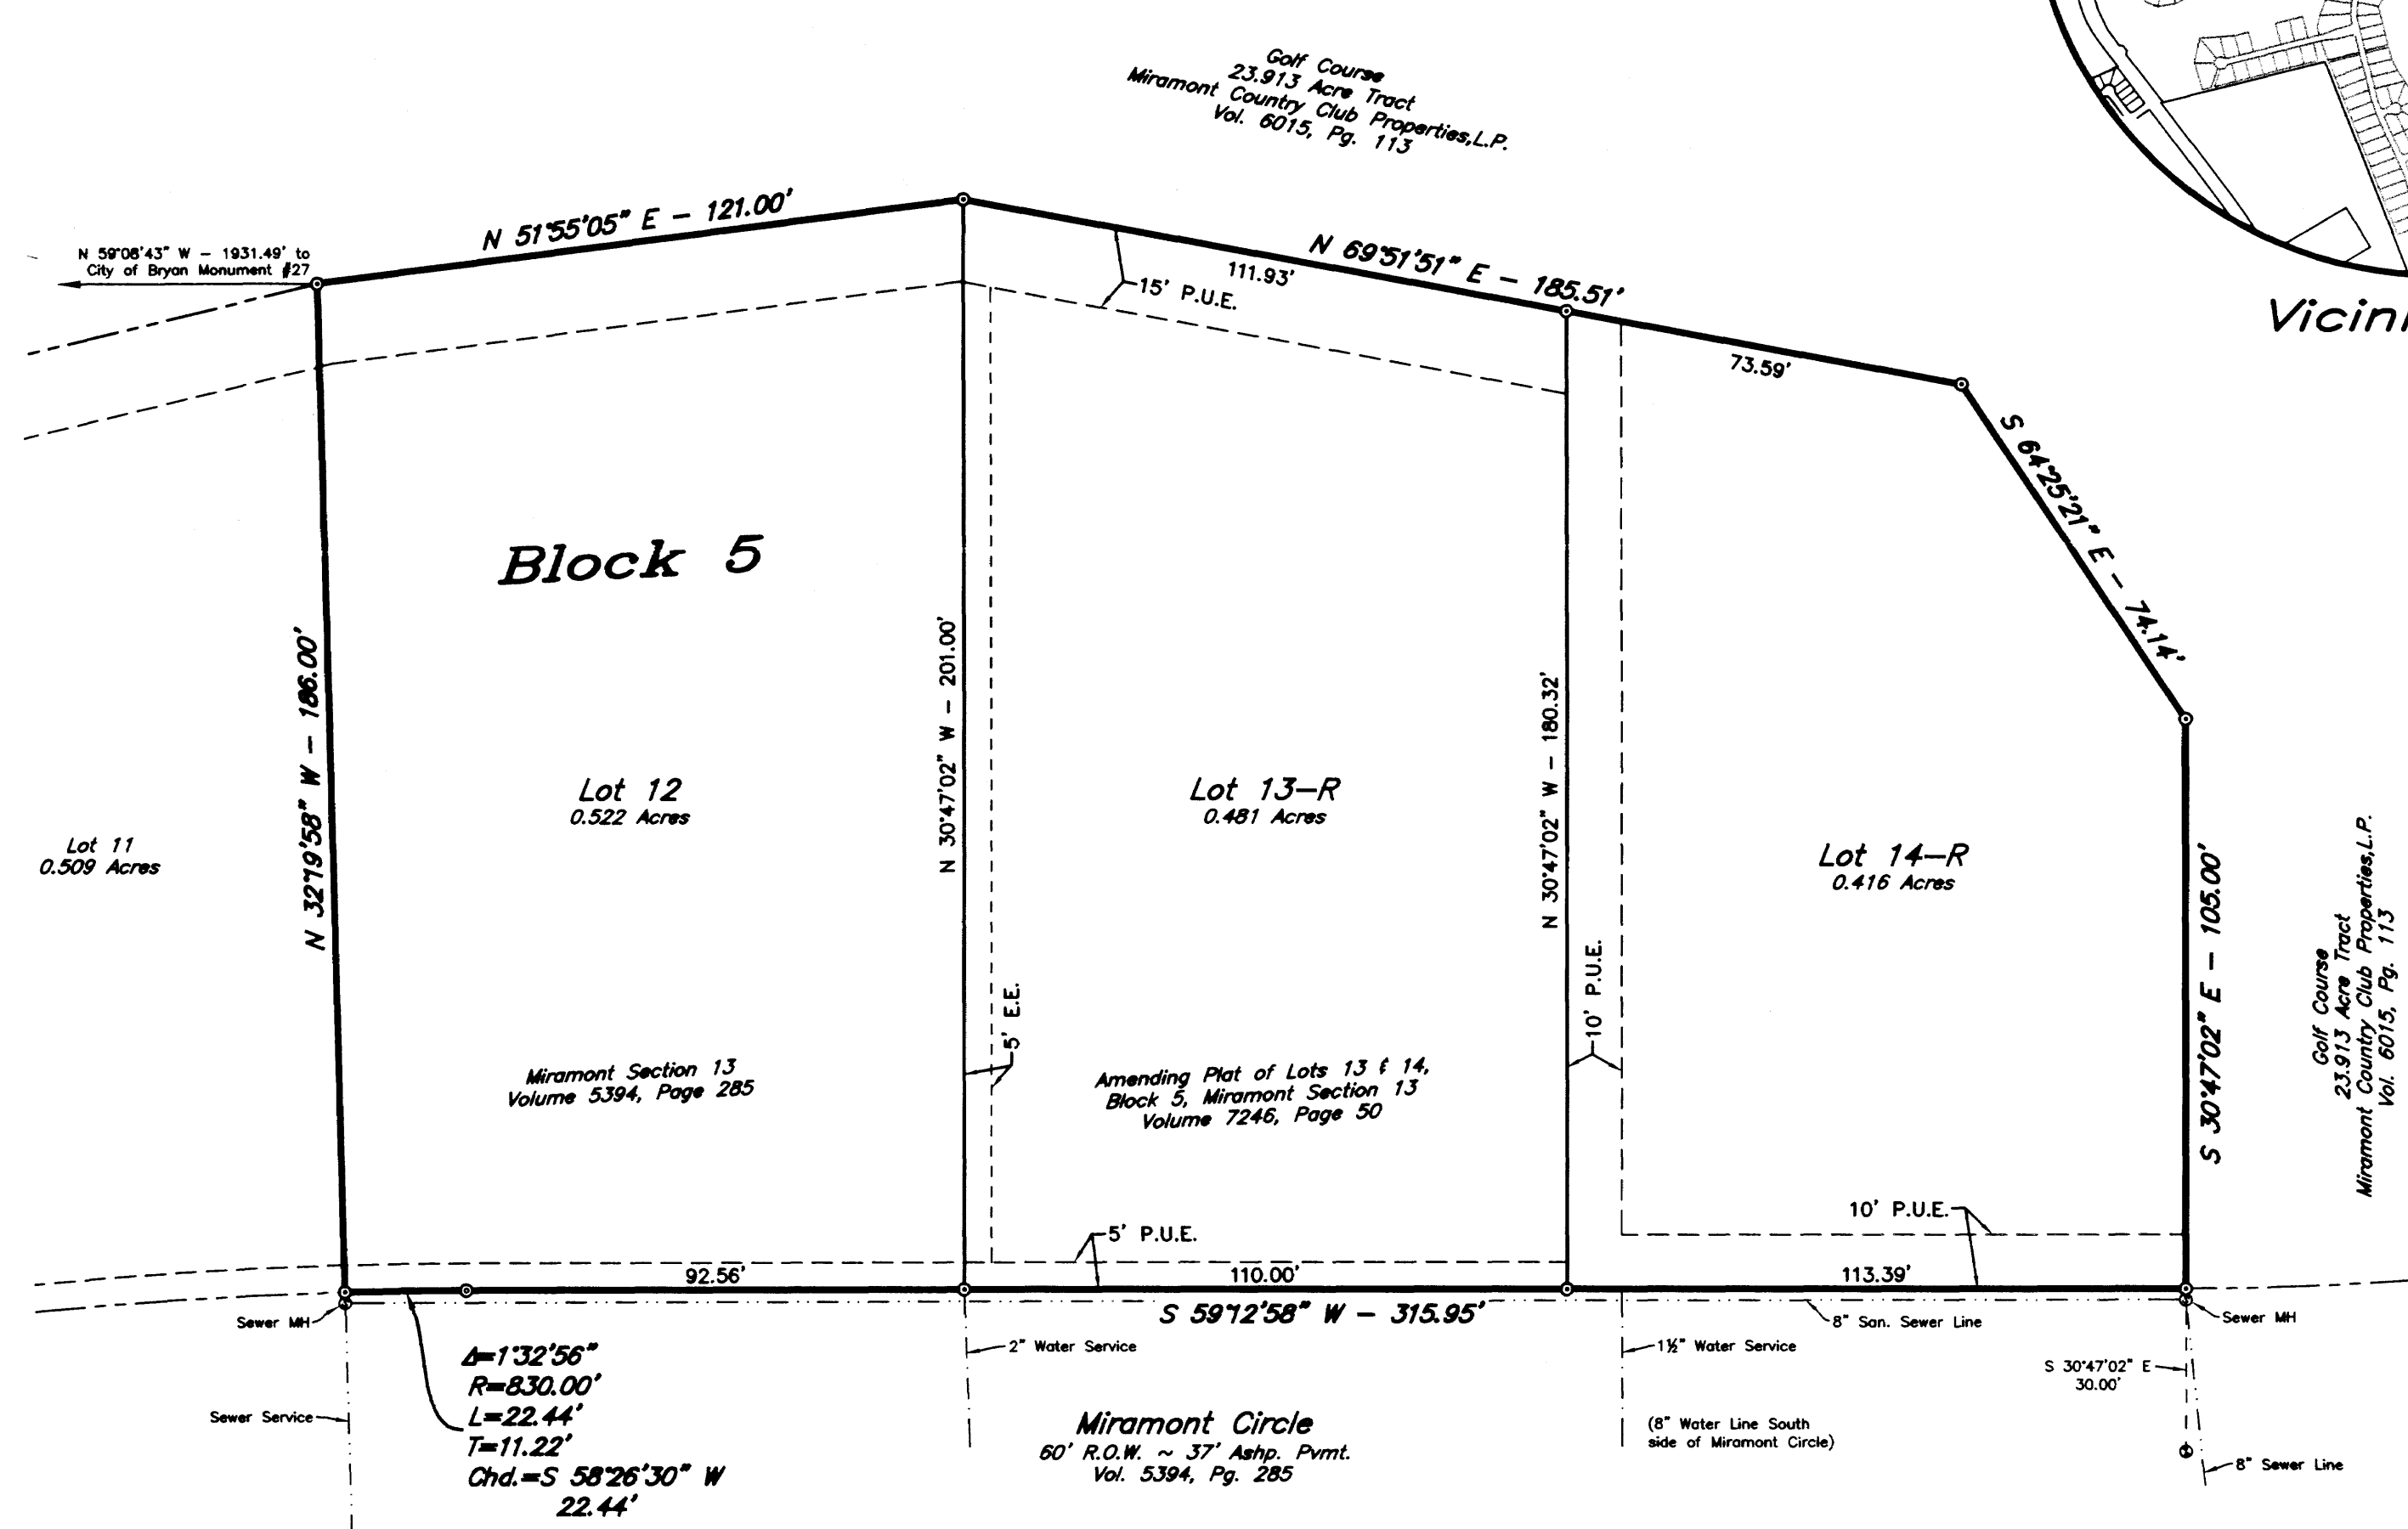 Golf Course
23.913 Acre Tract
Miramont Country Club Properties,L.P.
Vol. 6015, Pg. 113
N 59°08'43" W - 1931.49' to
City of Bryan Monument #27
N 51°55'05" E - 121.00'
N 69°51'51" E - 185.51'
111.93'
15' P.U.E.
73.59'
S 64°25'21" E - 74.14'
Block 5
N 32°19'58" W - 186.00'
N 30°47'02" W - 201.00'
N 30°47'02" W - 180.32'
S 30°47'02" E - 105.00'
Lot 11
0.509 Acres
Lot 12
0.522 Acres
Lot 13-R
0.481 Acres
Lot 14-R
0.416 Acres
Golf Course
23.913 Acre Tract
Miramont Country Club Properties,L.P.
Vol. 6015, Pg. 113
5' E.E.
10' P.U.E.
Miramont Section 13
Volume 5394, Page 285
Amending Plat of Lots 13 & 14,
Block 5, Miramont Section 13
Volume 7246, Page 50
5' P.U.E.
10' P.U.E.
92.56'
110.00'
113.39'
S 59°12'58" W - 315.95'
Sewer MH
8" San. Sewer Line
Sewer MH
2" Water Service
1½" Water Service
Δ=1°32'56"
R=830.00'
L=22.44'
T=11.22'
Chd.=S 58°26'30" W
22.44'
Sewer Service
S 30°47'02" E
30.00'
Miramont Circle
60' R.O.W. ~ 37' Ashp. Pvmt.
Vol. 5394, Pg. 285
(8" Water Line South
side of Miramont Circle)
8" Sewer Line
Vicini